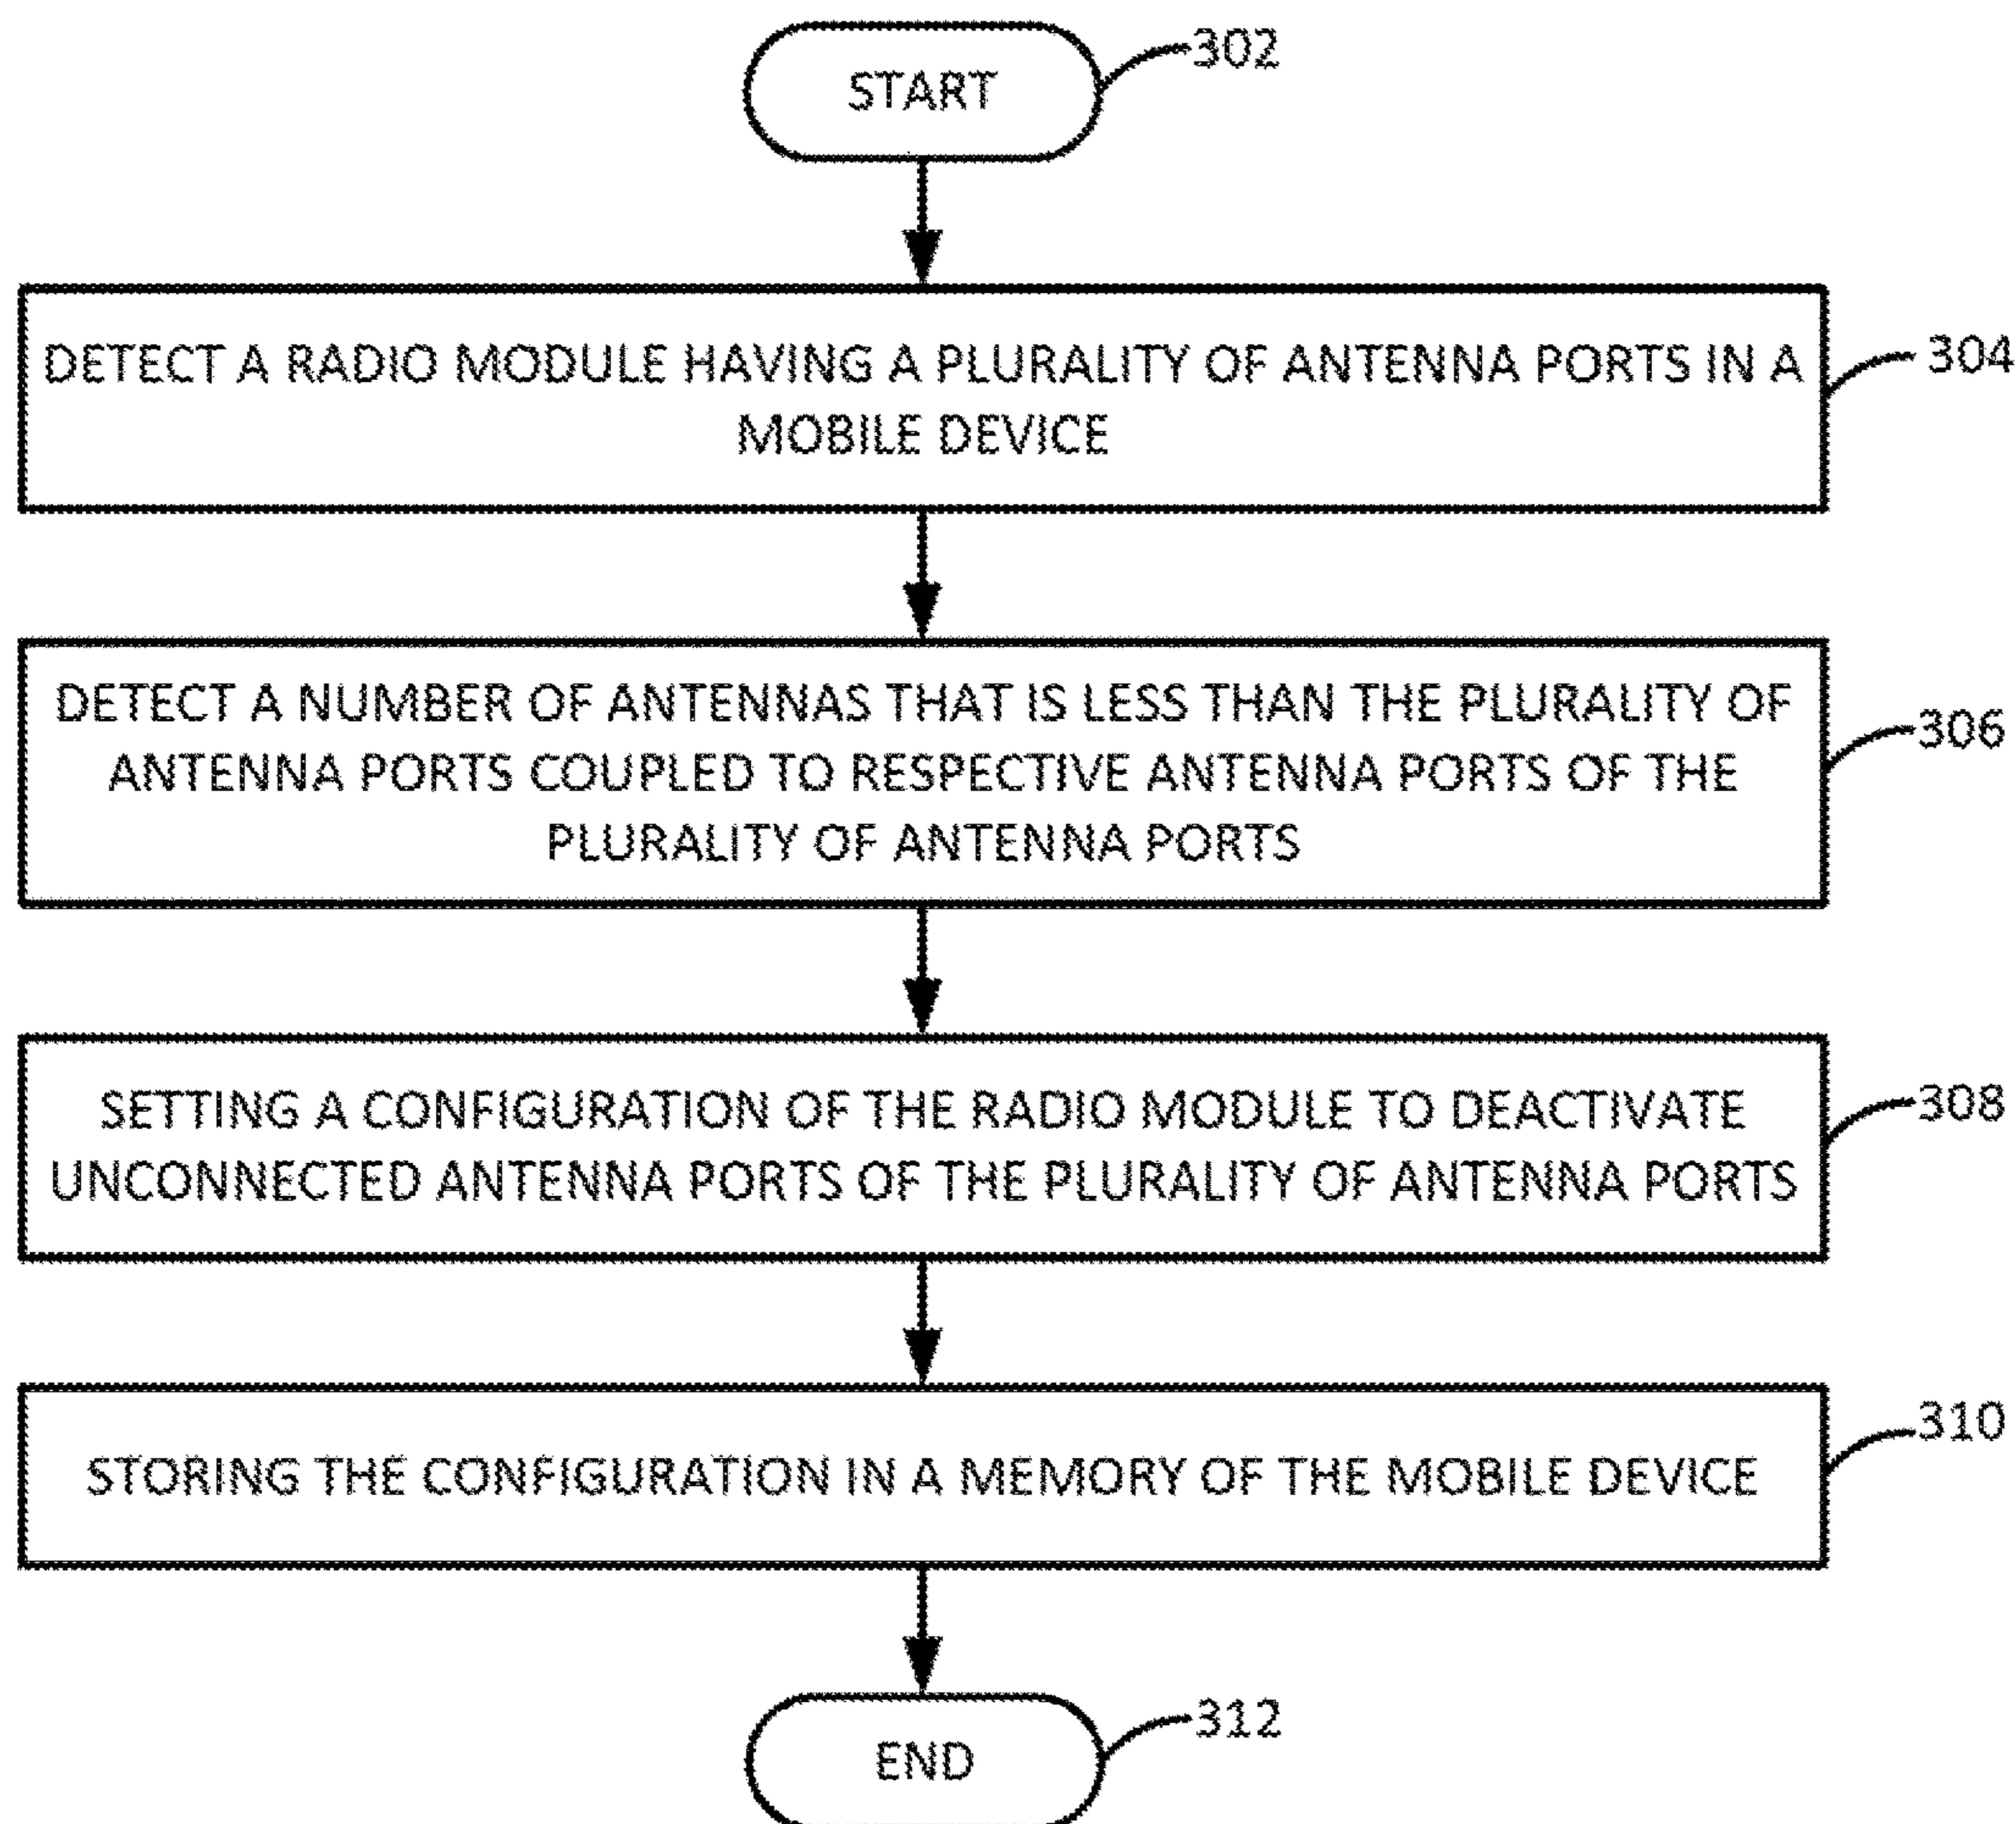 302
START
DETECT A RADIO MODULE HAVING A PLURALITY OF ANTENNA PORTS IN A
MOBILE DEVICE
304
DETECT A NUMBER OF ANTENNAS THAT IS LESS THAN THE PLURALITY OF
ANTENNA PORTS COUPLED TO RESPECTIVE ANTENNA PORTS OF THE
PLURALITY OF ANTENNA PORTS
306
SETTING A CONFIGURATION OF THE RADIO MODULE TO DEACTIVATE
UNCONNECTED ANTENNA PORTS OF THE PLURALITY OF ANTENNA PORTS
308
STORING THE CONFIGURATION IN A MEMORY OF THE MOBILE DEVICE
310
312
END